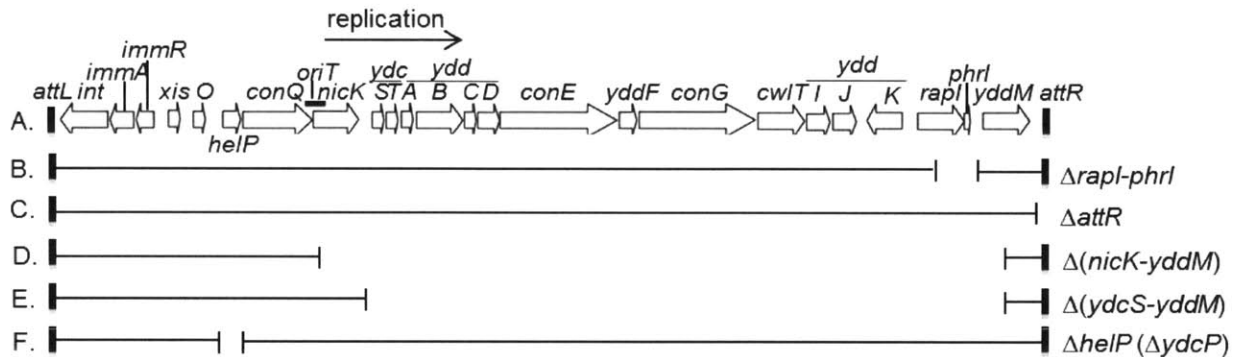 replication
immR
immA oriT ydc ydd ydd phrI
attL int xis O conQ nicK S T A B C D conE yddF conG cwlT I J K rapI yddM attR
A.
helP
B. ΔrapI-phrI
C. ΔattR
D. Δ(nicK-yddM)
E. Δ(ydcS-yddM)
F. ΔhelP (ΔydcP)